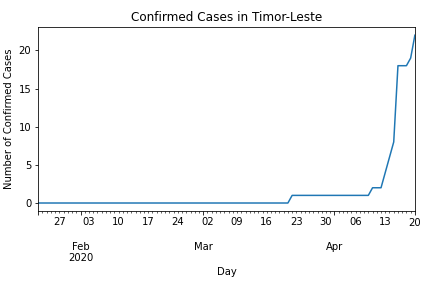 Confirmed Cases in Timor-Leste
Number of Confirmed Cases
20
15
10
5
0
27 03 10 17 24 02 09 16 23 30 06 13 20
Feb Mar Apr
2020
Day